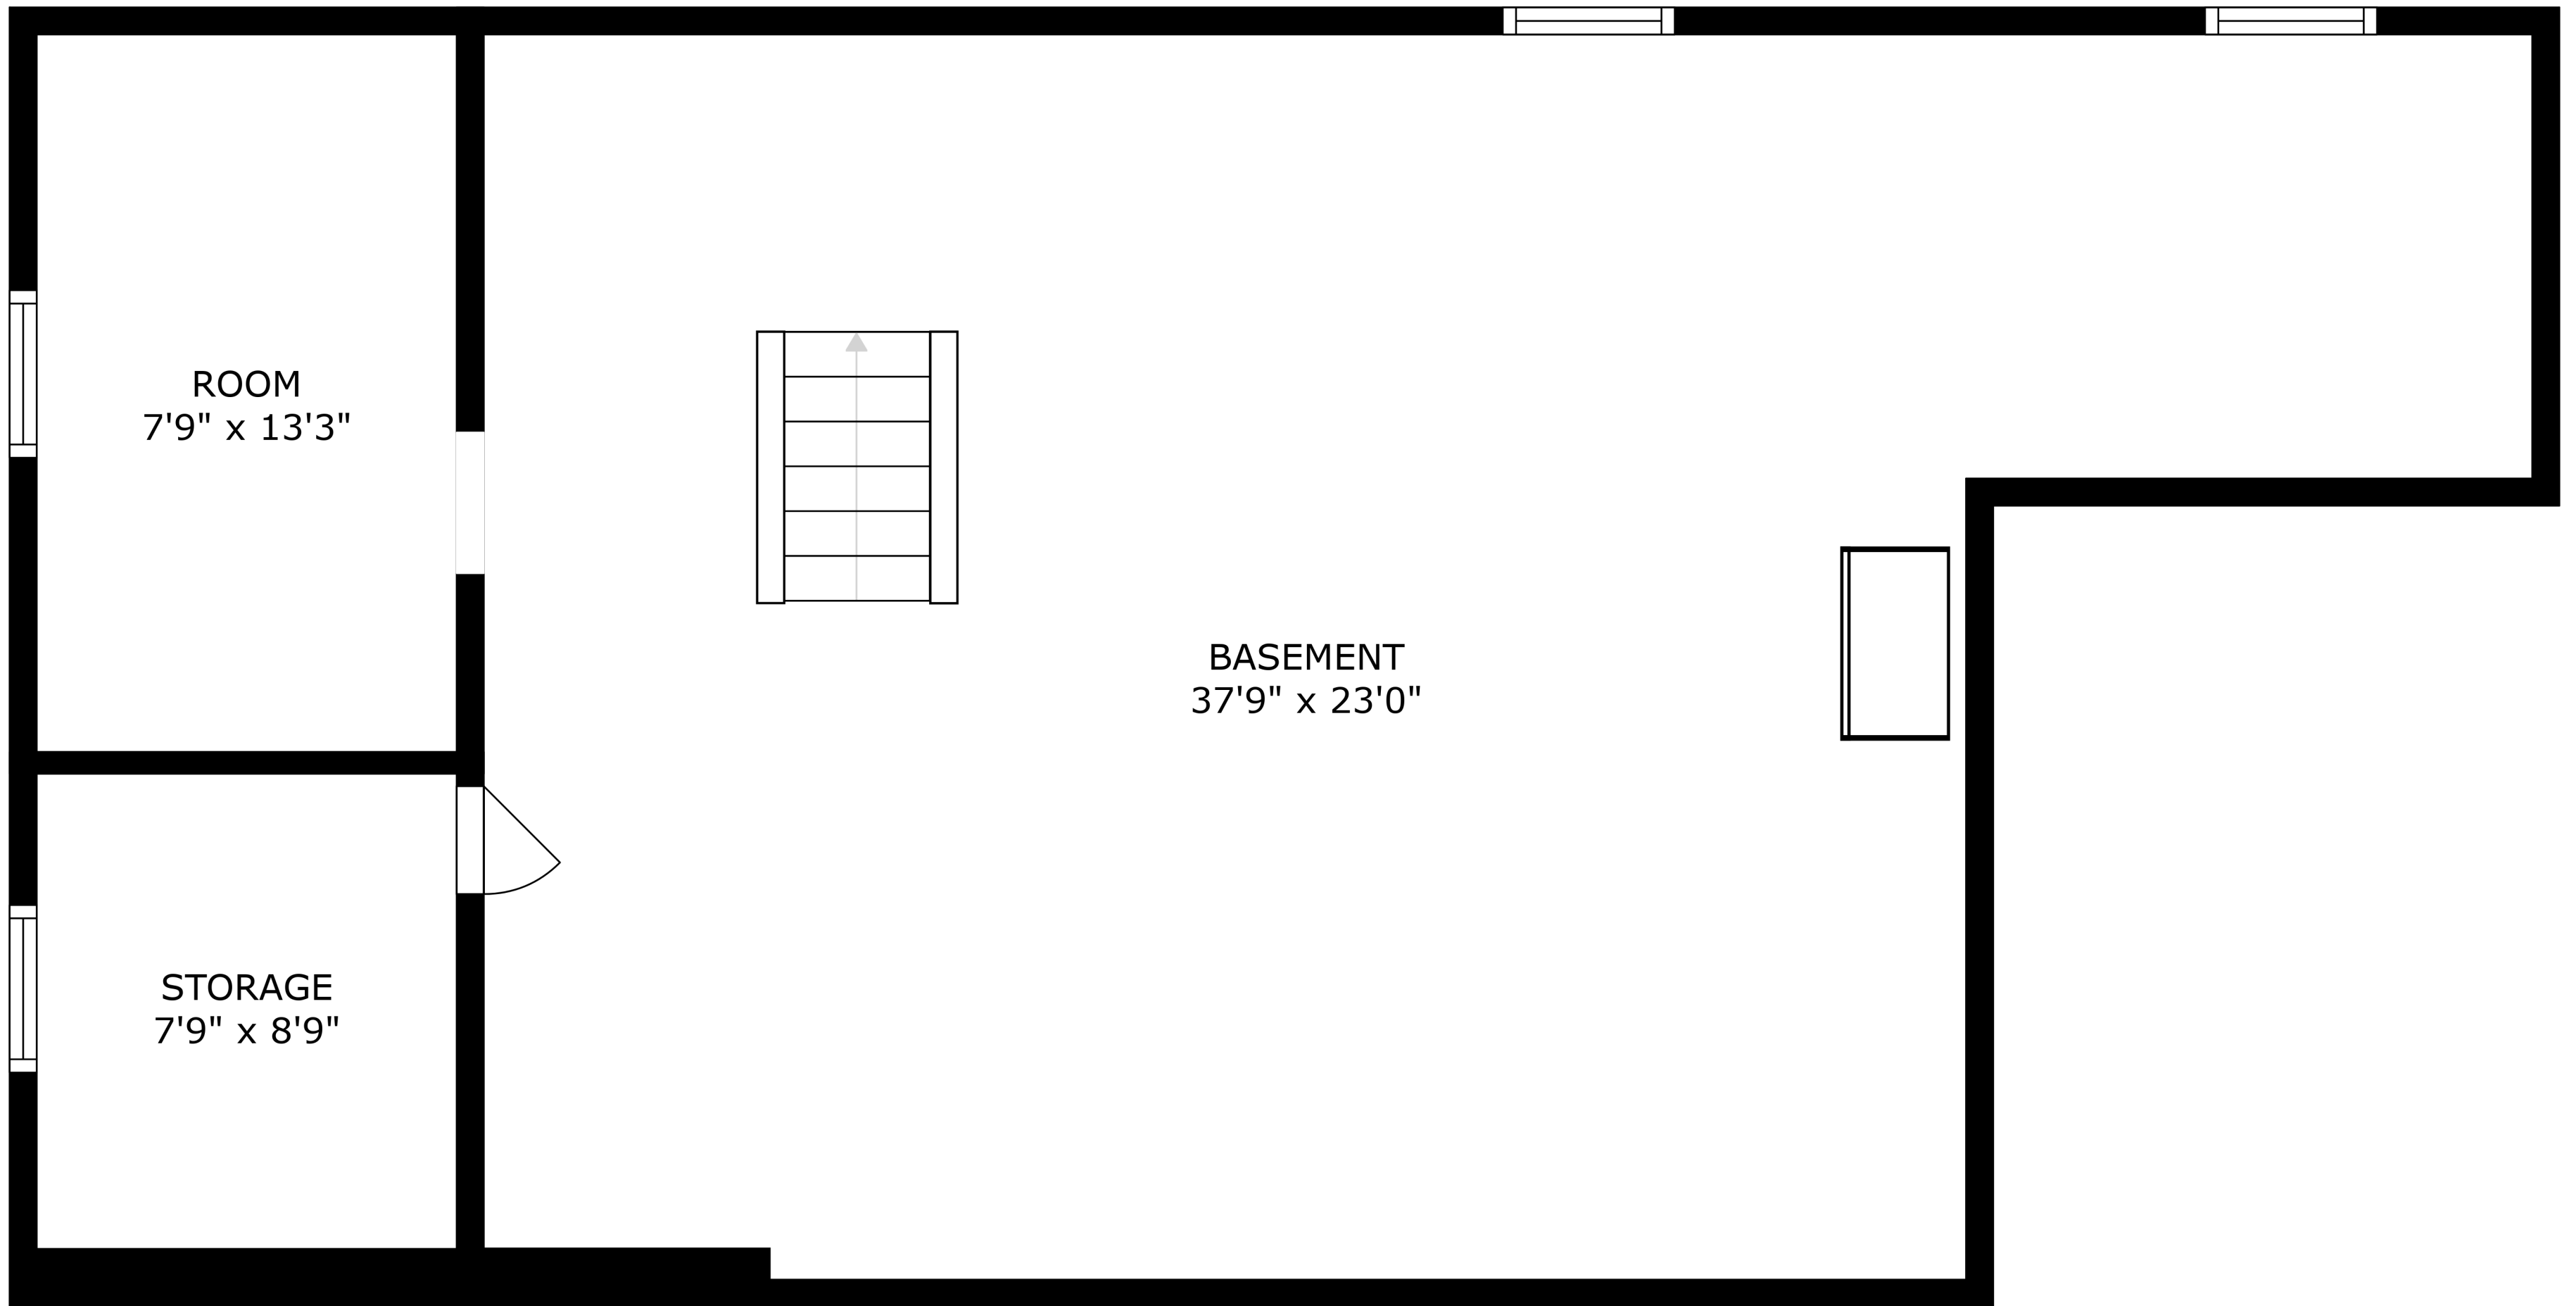 ROOM
7'9" x 13'3"
BASEMENT
37'9" x 23'0"
STORAGE
7'9" x 8'9"